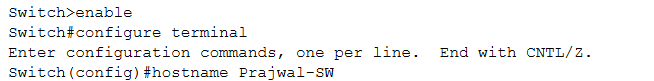 Switch>enable
Switch#configure terminal
Enter configuration commands, one per line.  End with CNTL/Z.
Switch(config)#hostname Prajwal-SW